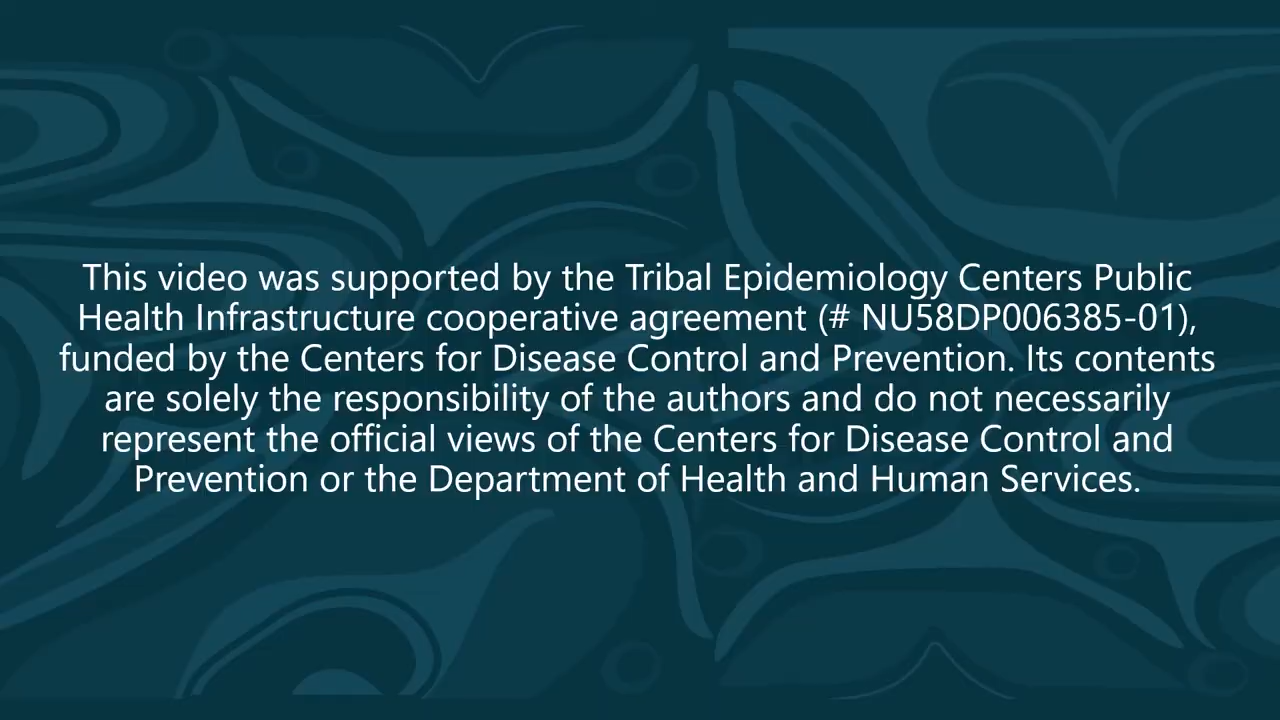 This video was supported by the Tribal Epidemiology Centers Public
Health Infrastructure cooperative agreement (# NU58DP006385-01),
funded by the Centers for Disease Control and Prevention. Its contents
are solely the responsibility of the authors and do not necessarily
represent the official views of the Centers for Disease Control and
Prevention or the Department of Health and Human Services.